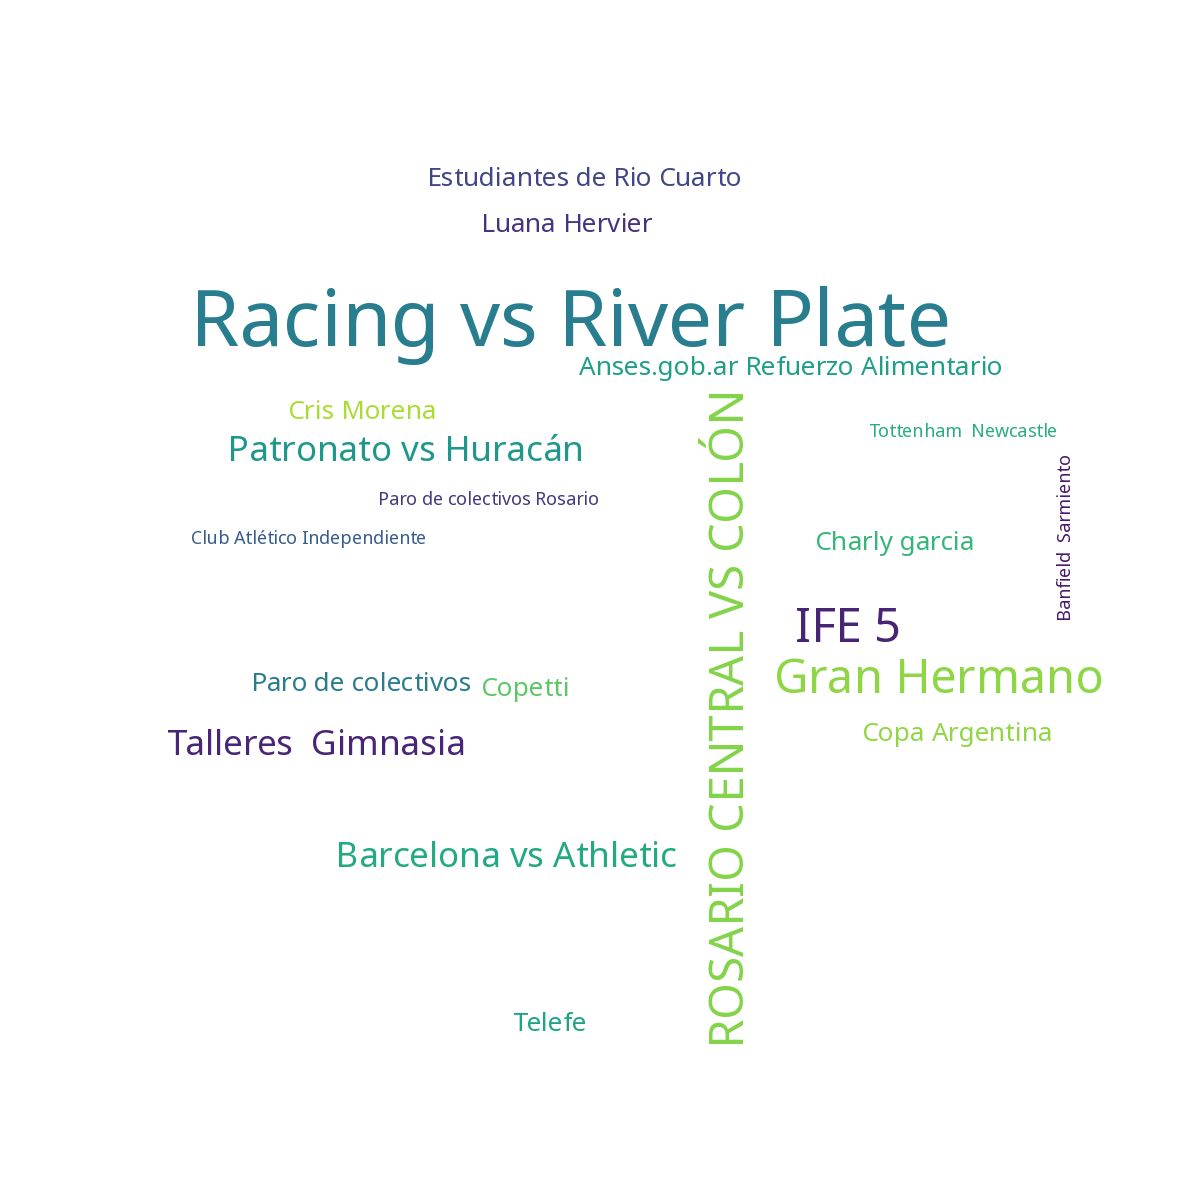 Estudiantes de Rio Cuarto
Luana Hervier
Racing vs River Plate
Anses.gob.ar Refuerzo Alimentario
Cris Morena
Patronato vs Huracán
Tottenham  Newcastle
Paro de colectivos Rosario
Club Atlético Independiente
Charly garcia
Banfield  Sarmiento
ROSARIO CENTRAL VS COLÓN
IFE 5
Gran Hermano
Paro de colectivos
Copetti
Copa Argentina
Talleres  Gimnasia
Barcelona vs Athletic
Telefe